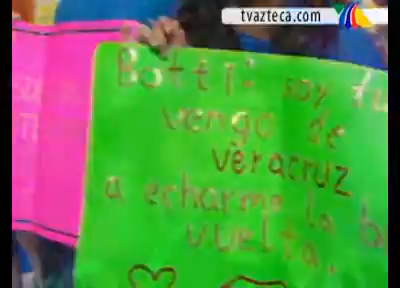 tvazteca.com
Botti: soy
vengo de
veracruz
a echarme la
vuelta.